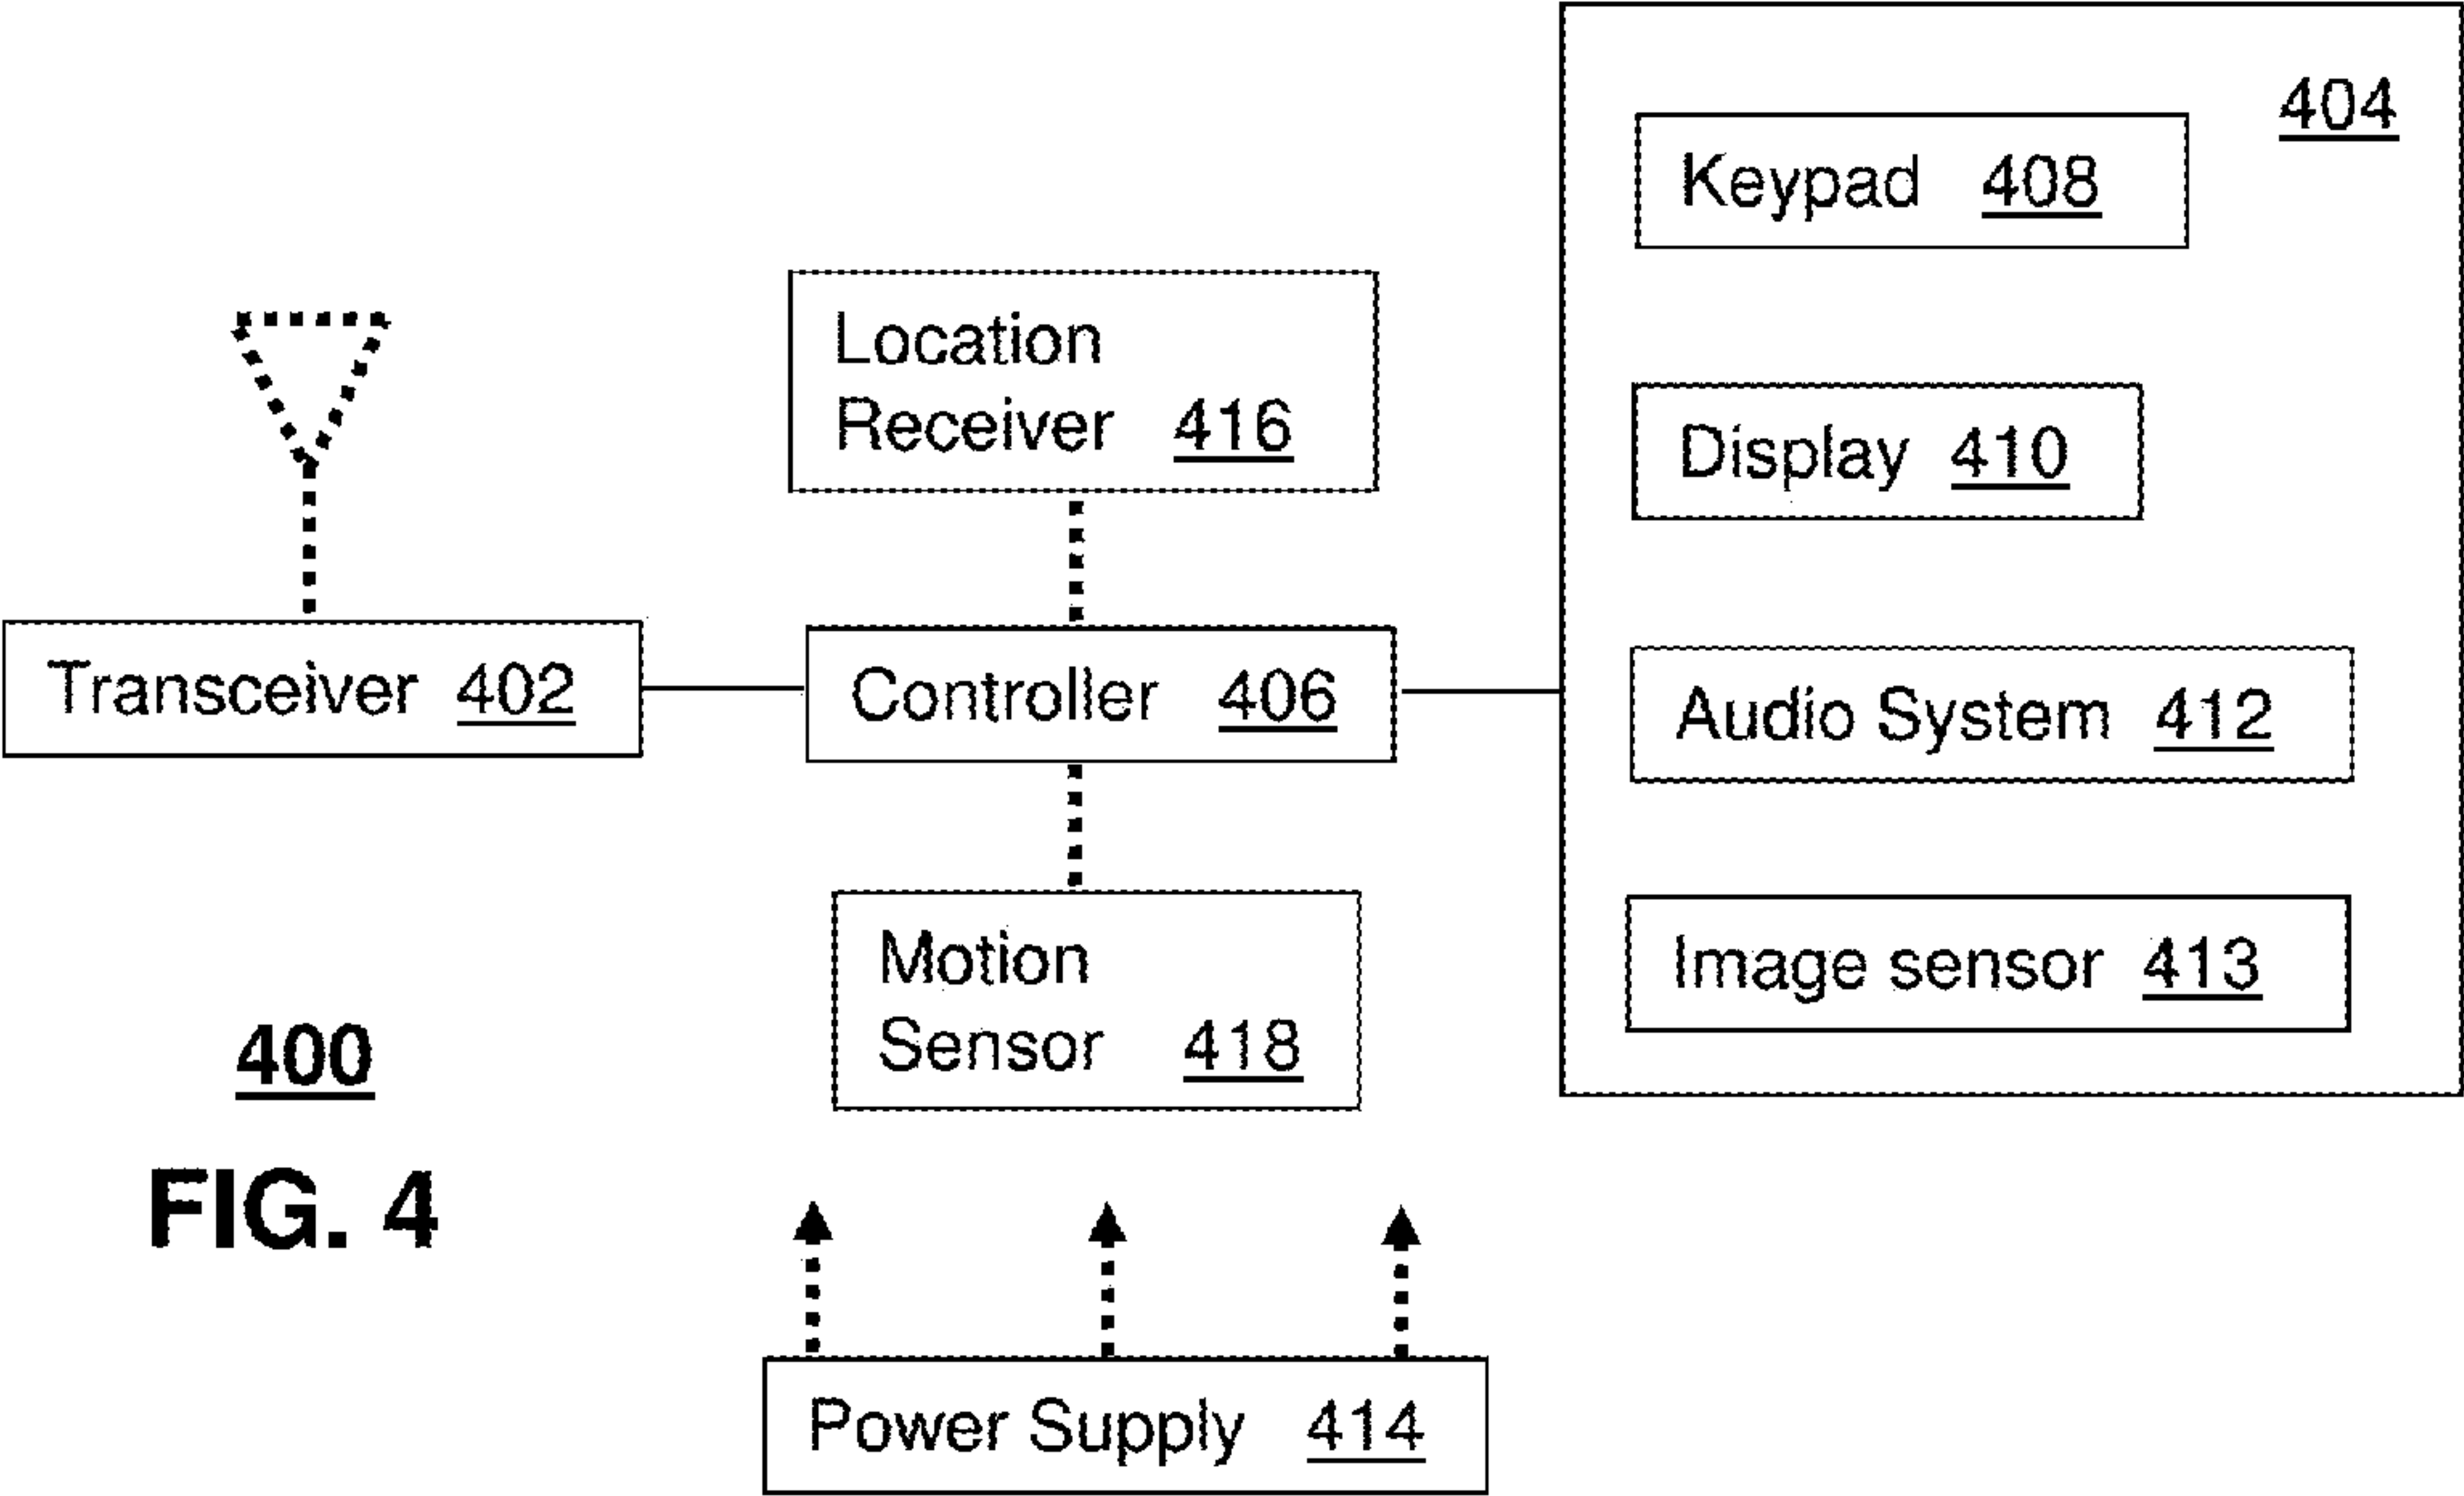 404
Keypad 408
Location
Receiver 416
Display 410
Transceiver 402
Controller 406
Audio System 412
Motion
Sensor 418
Image sensor 413
400
FIG. 4
Power Supply 414